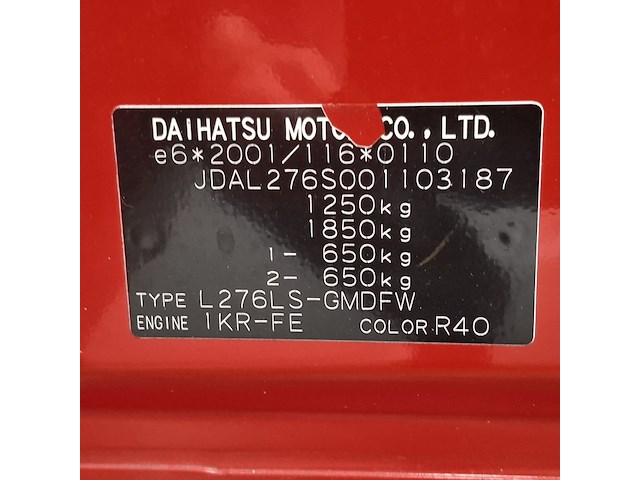 DAIHATSU CO., LTD.
e6*2001/116*0110
JDAL276S001103187
1250kg
1850kg
1- 650kg
2- 650kg
TYPE L276LS-GMDFW
ENGINE 1KR-FE COLOR R40